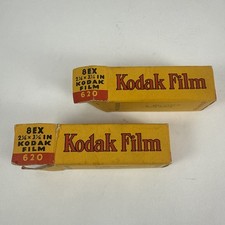 8EX
2¼ x 3¼ IN
KODAK
FILM
620
Kodak Film
8EX
2¼ x 3¼ IN
KODAK
FILM
620
Kodak Film